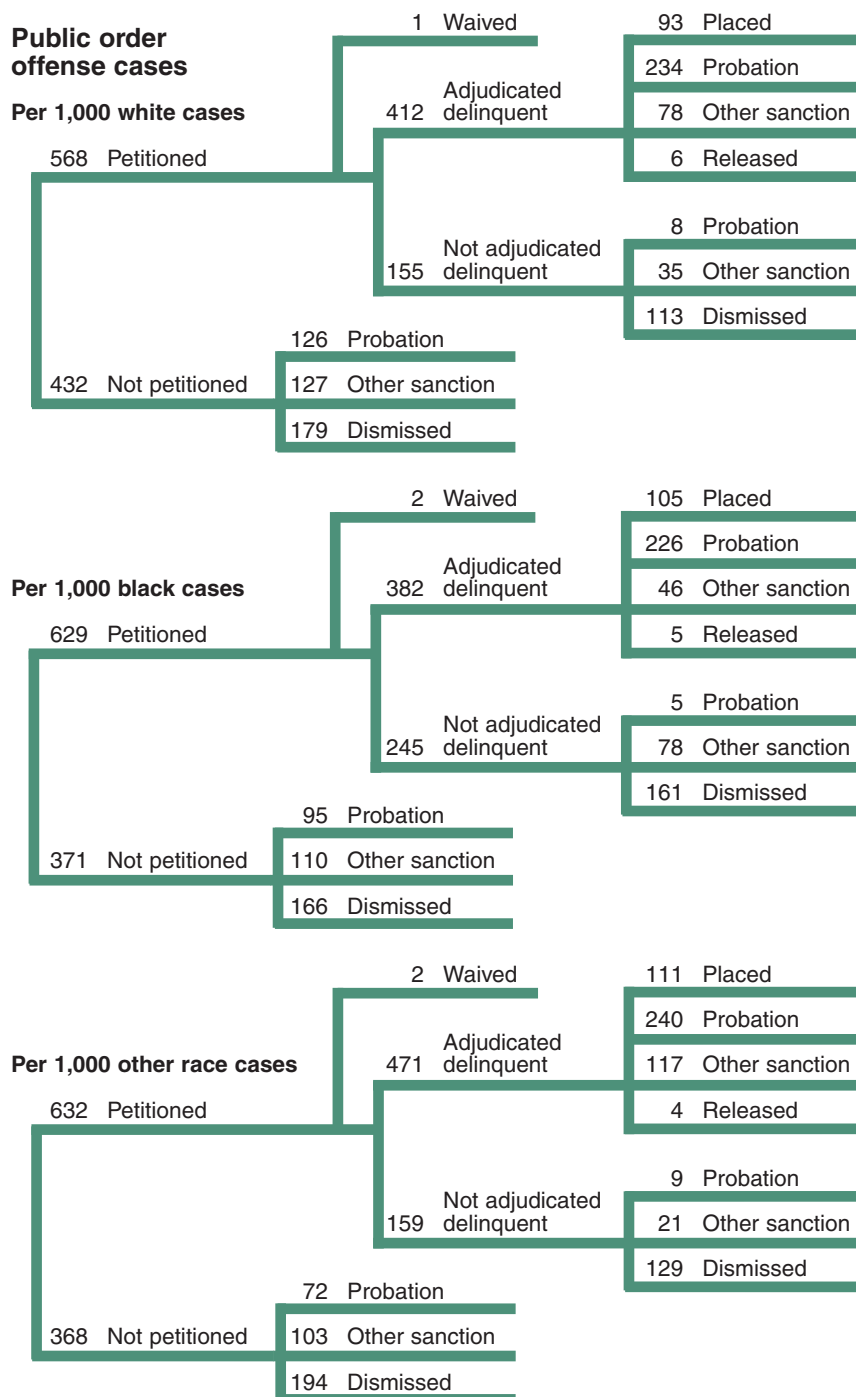 Public order
offense cases
Per 1,000 white cases
1 Waived
93 Placed
234 Probation
412 Adjudicated
delinquent
78 Other sanction
568 Petitioned
6 Released
8 Probation
155 Not adjudicated
delinquent
35 Other sanction
113 Dismissed
126 Probation
432 Not petitioned
127 Other sanction
179 Dismissed
2 Waived
105 Placed
226 Probation
Per 1,000 black cases
382 Adjudicated
delinquent
46 Other sanction
629 Petitioned
5 Released
5 Probation
245 Not adjudicated
delinquent
78 Other sanction
161 Dismissed
95 Probation
371 Not petitioned
110 Other sanction
166 Dismissed
2 Waived
111 Placed
240 Probation
Per 1,000 other race cases
471 Adjudicated
delinquent
117 Other sanction
632 Petitioned
4 Released
9 Probation
159 Not adjudicated
delinquent
21 Other sanction
129 Dismissed
72 Probation
368 Not petitioned
103 Other sanction
194 Dismissed